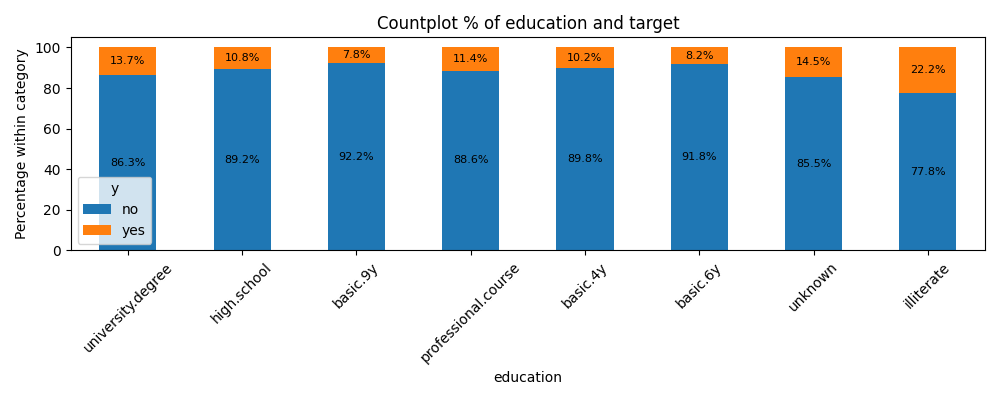 Countplot % of education and target
Percentage within category
100
80
60
40
20
0
13.7%
10.8%
7.8%
11.4%
10.2%
8.2%
14.5%
22.2%
86.3%
89.2%
92.2%
88.6%
89.8%
91.8%
85.5%
77.8%
y
no
yes
university.degree
high.school
basic.9y
professional.course
basic.4y
basic.6y
unknown
illiterate
education